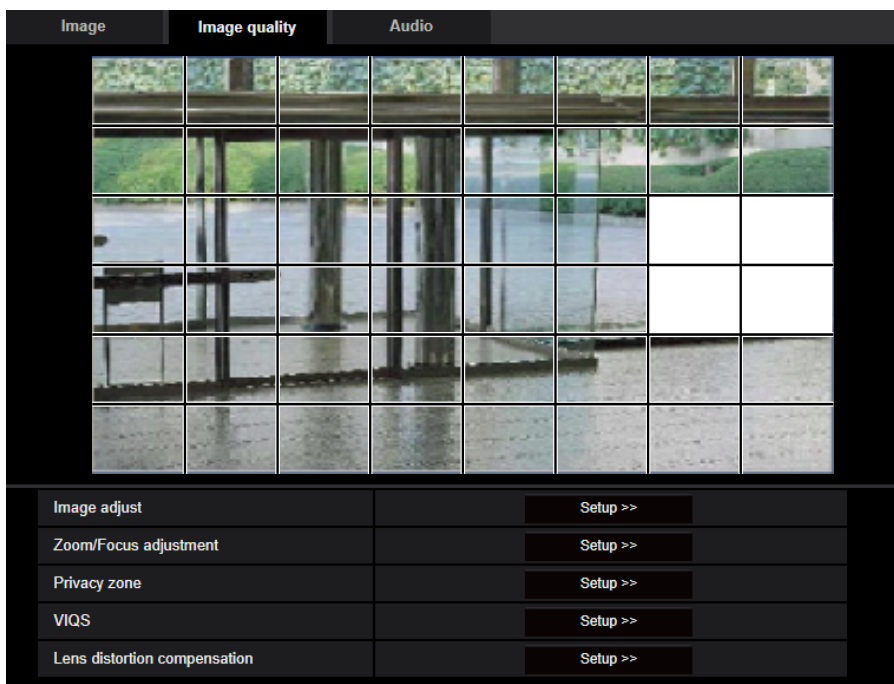 Image Image quality Audio
Image adjust Setup >>
Zoom/Focus adjustment Setup >>
Privacy zone Setup >>
VIQS Setup >>
Lens distortion compensation Setup >>